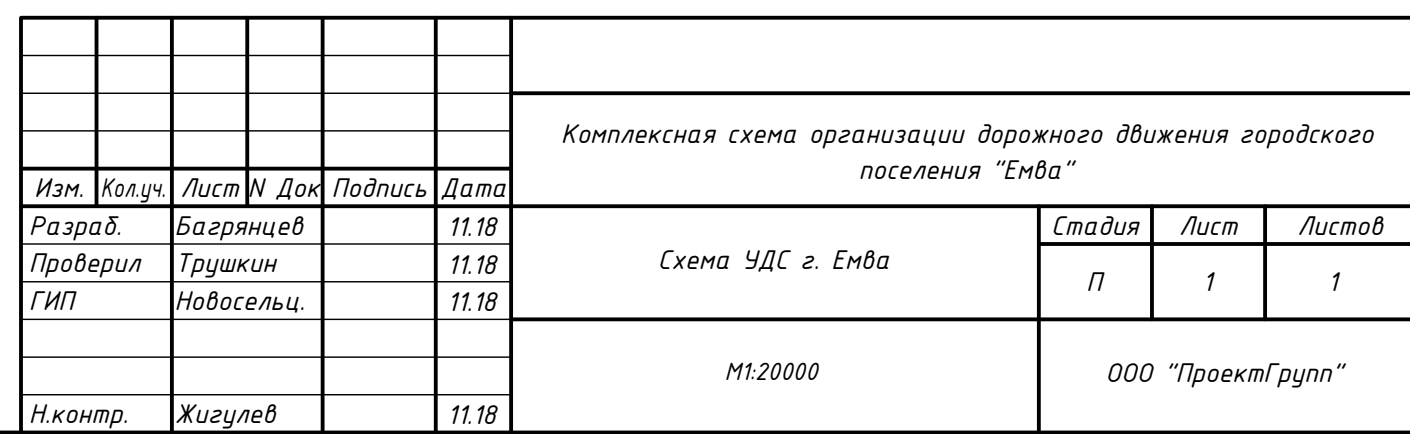 Комплексная схема организации дорожного движения городского
поселения "Емва"
Изм. Кол.уч. Лист N Док Подпись Дата
Разраб. Багрянцев 11.18
Проверил Трушкин 11.18
ГИП Новосельц. 11.18
Схема УДС г. Емва
Стадия Лист Листов
П 1 1
М1:20000
ООО "ПроектГрупп"
Н.контр. Жигулев 11.18